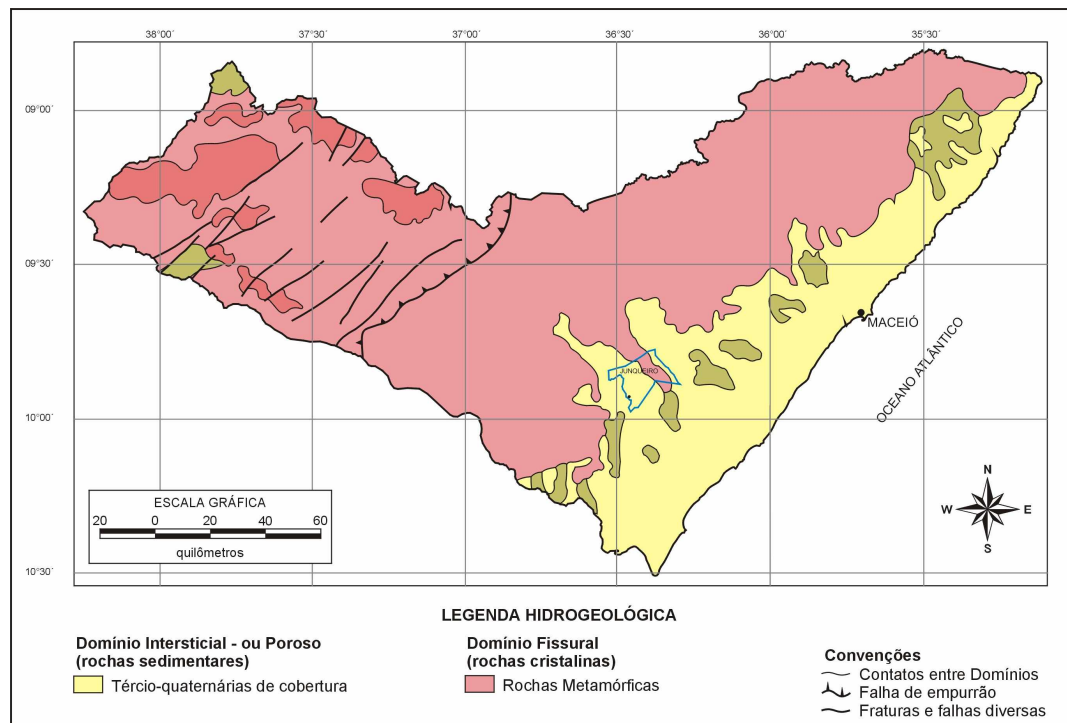 38°00´ 37°30´ 37°00´ 36°30´ 36°00´ 35°30´
09°00´
09°30´
MACEIÓ
OCEANO ATLÂNTICO
JUNQUEIRO
10°00´
N
W E
S
ESCALA GRÁFICA
20 0 20 40 60
quilômetros
10°30´
LEGENDA HIDROGEOLÓGICA
Domínio Intersticial - ou Poroso
(rochas sedimentares)
Tércio-quaternárias de cobertura
Domínio Fissural
(rochas cristalinas)
Rochas Metamórficas
Convenções
Contatos entre Domínios
Falha de empurrão
Fraturas e falhas diversas